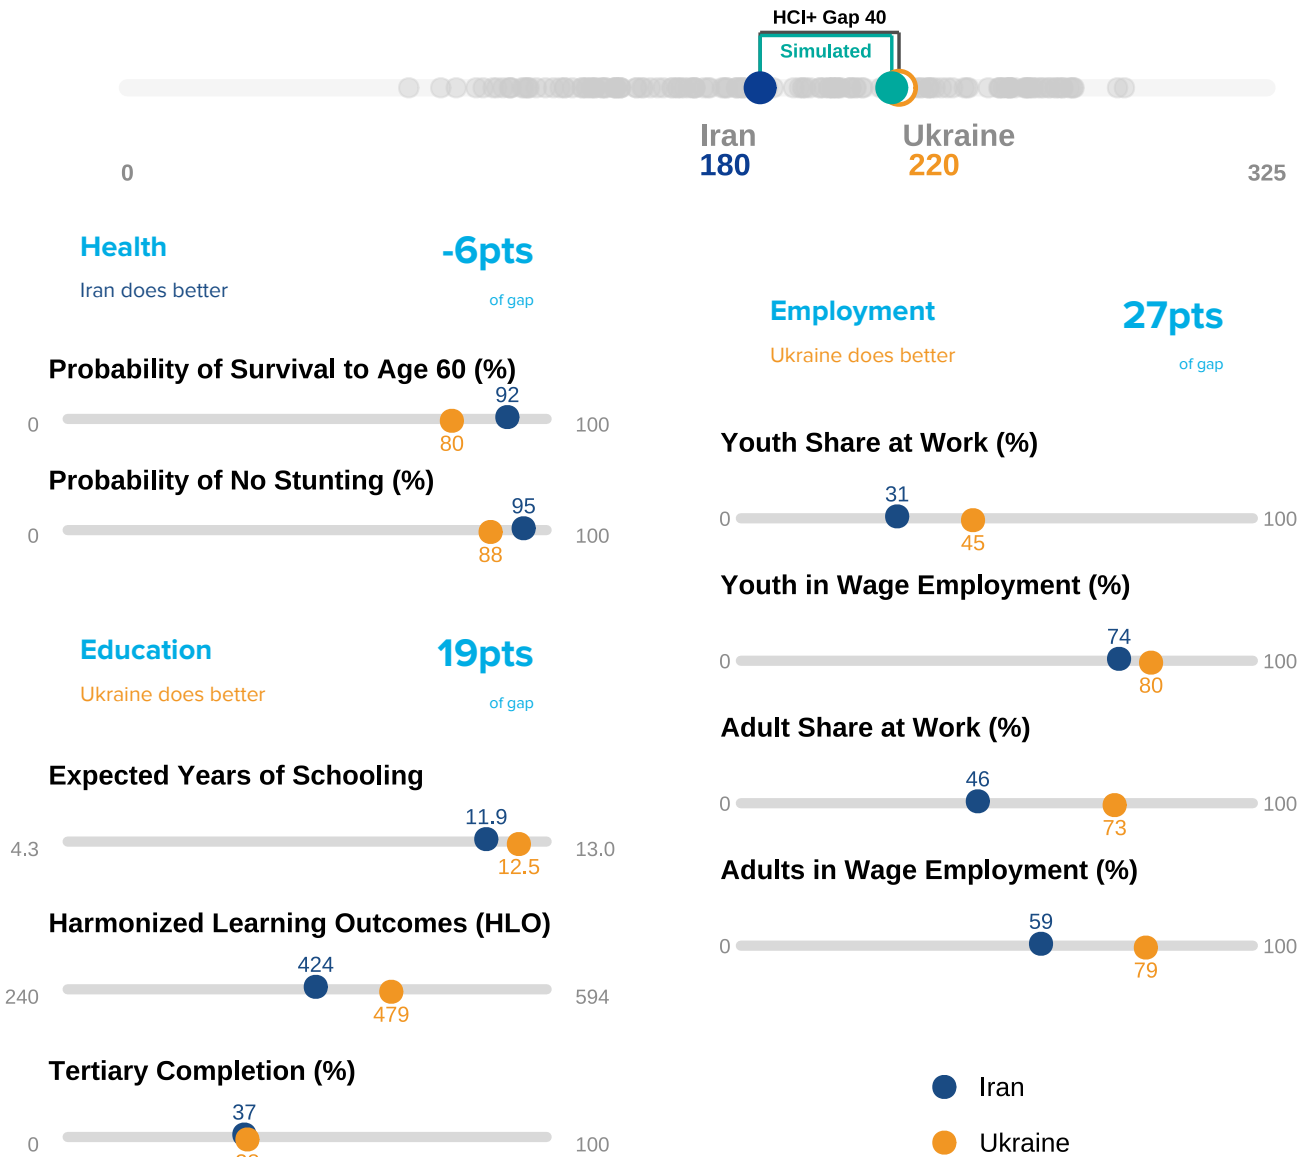 HCI+ Gap 40
Simulated
Iran
180
Ukraine
220
0
325
Health
-6pts
Iran does better
of gap
Probability of Survival to Age 60 (%)
92
0
100
80
Probability of No Stunting (%)
95
0
100
88
Education
19pts
Ukraine does better
of gap
Expected Years of Schooling
11.9
4.3
13.0
12.5
Harmonized Learning Outcomes (HLO)
424
240
594
479
Tertiary Completion (%)
37
0
100
Employment
27pts
Ukraine does better
of gap
Youth Share at Work (%)
31
0
100
45
Youth in Wage Employment (%)
74
0
100
80
Adult Share at Work (%)
46
0
100
73
Adults in Wage Employment (%)
59
0
100
79
Iran
Ukraine